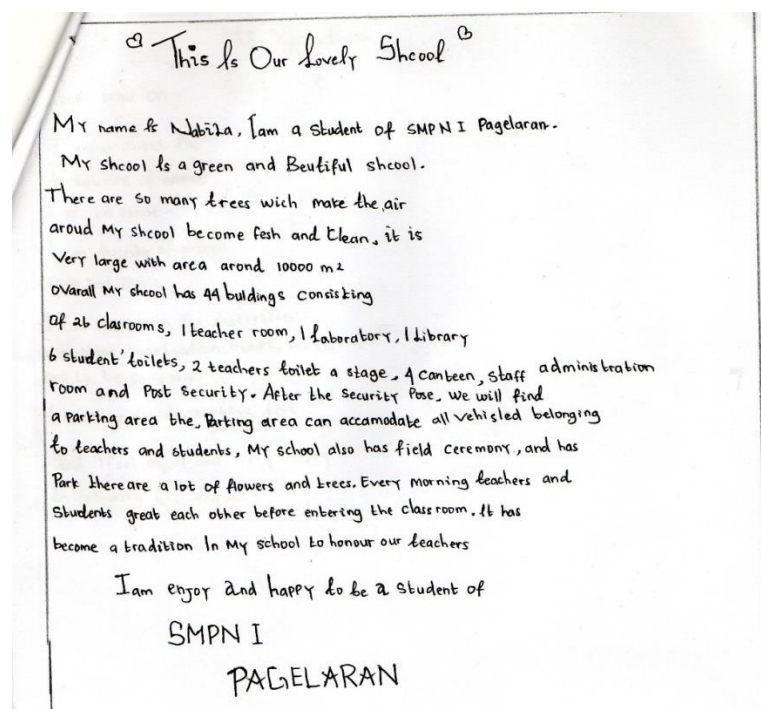 This Is Our Lovely Shcool
My name Is Nabila, Iam a student of SMPN I Pagelaran.
My shcool Is a green and Beutiful shcool.
There are so many trees wich make the air
aroud My shcool become fesh and Clean, it is
Very large with area arond 10000 m2
Ovarall My shcool has 44 buldings consisting
Of 26 clasrooms, 1 teacher room, 1 Laboratory, 1 Library
6 student' toilets, 2 teachers toilet a stage, 4 canteen, Staff administration
room and Post Security. After the Security Pose, We will find
a Parking area the, Parking area can accamodate all Vehisled belonging
to teachers and students, My school also has field ceremony, and has
Park there are a lot of flowers and trees. Every morning teachers and
Students great each other before entering the class room. It has
become a tradition In My school to honour our teachers
Iam enjoy and happy to be a student of
SMPN I
PAGELARAN